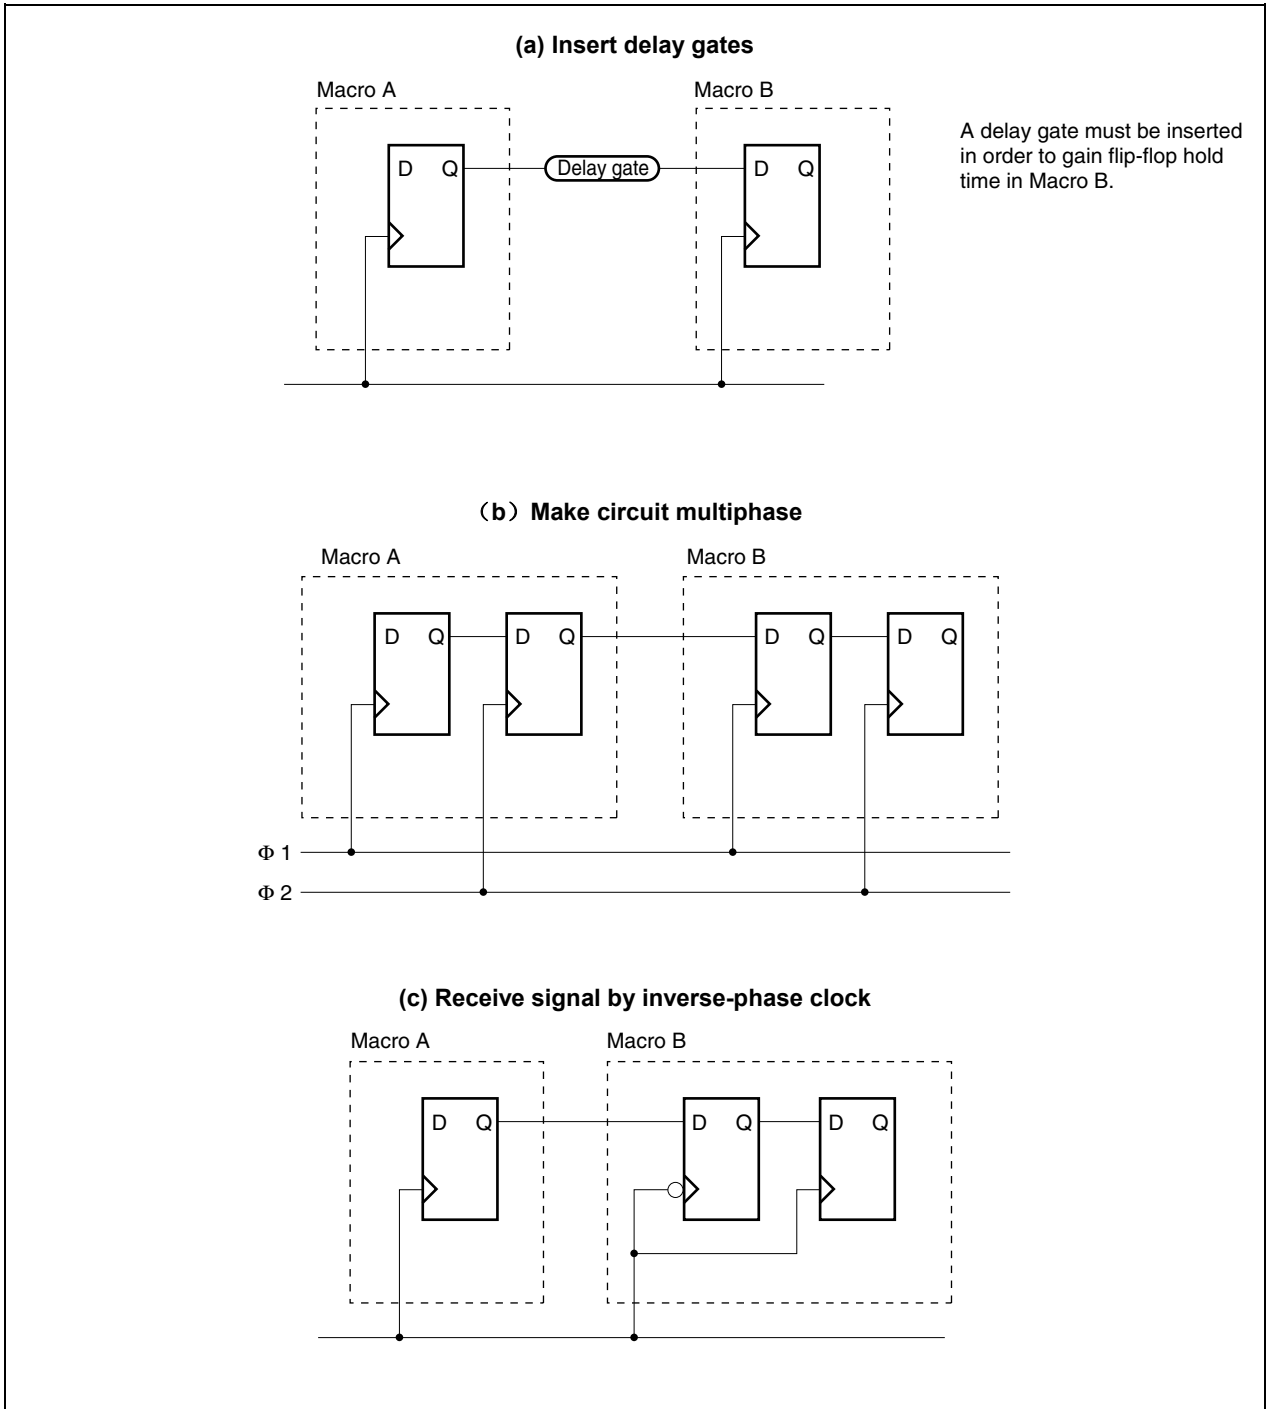 (a) Insert delay gates
Macro A
Macro B
A delay gate must be inserted
in order to gain flip-flop hold
time in Macro B.
D Q
Delay gate
D Q
（b）Make circuit multiphase
Macro A
Macro B
D Q
D Q
D Q
D Q
Φ 1
Φ 2
(c) Receive signal by inverse-phase clock
Macro A
Macro B
D Q
D Q
D Q